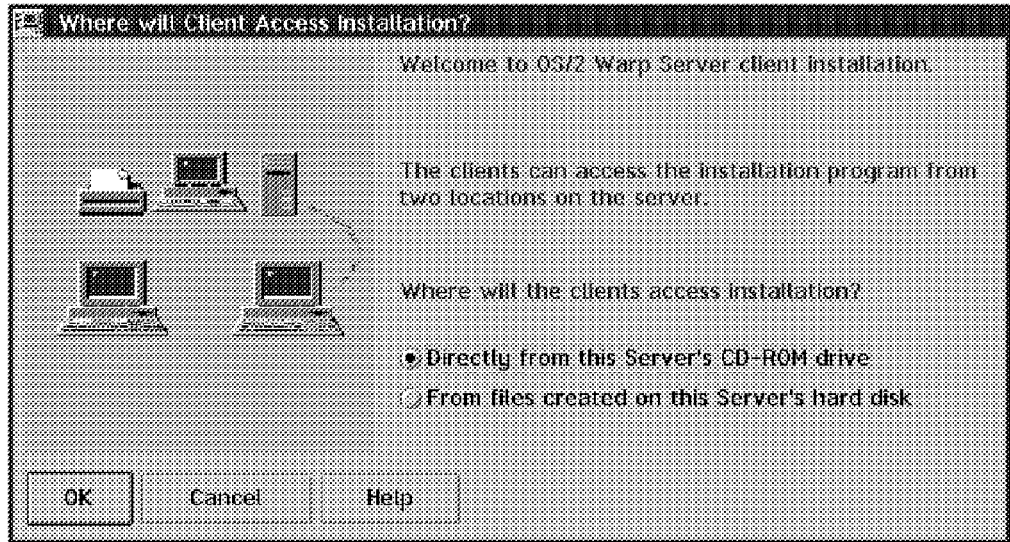 Where will Client Access Installation?
Welcome to OS/2 Warp Server client installation.
The clients can access the installation program from
two locations on the server.
Where will the clients access installation?
Directly from this Server's CD-ROM drive
From files created on this Server's hard disk
OK Cancel Help